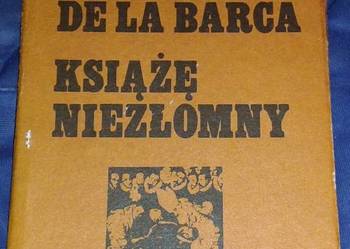 DE LA BARCA
KSIĄŻĘ
NIEZŁOMNY